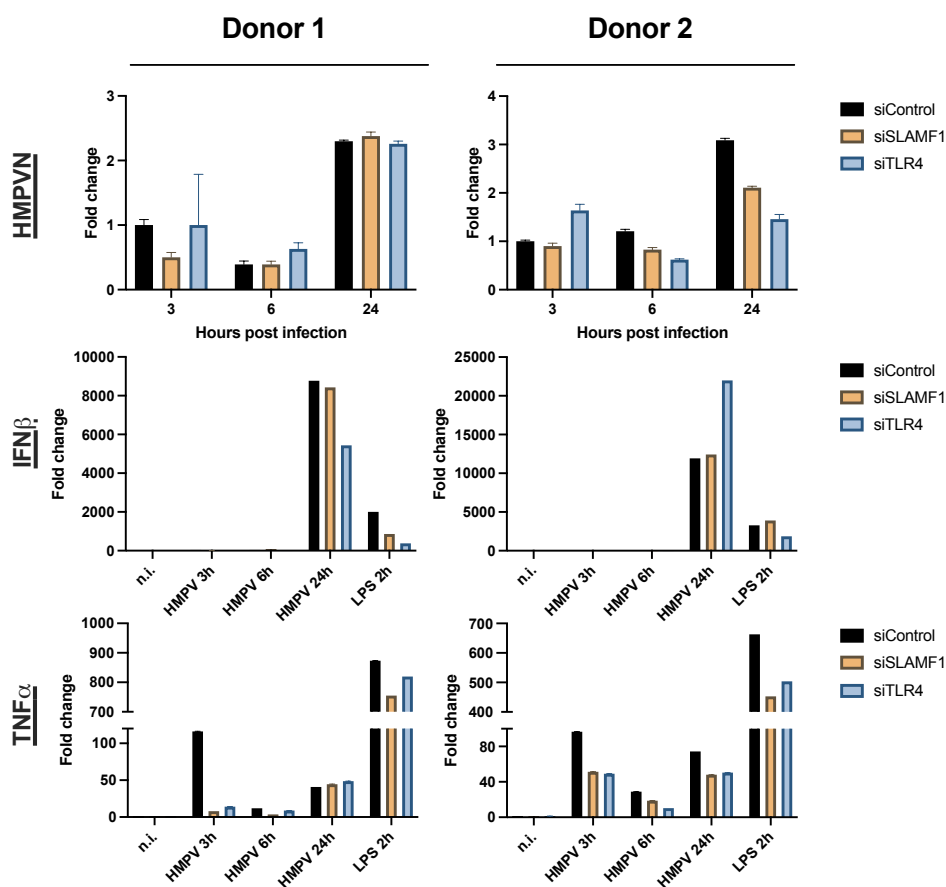 Donor 1
Donor 2
HMPVN
Fold change
3
2
1
0
3
6
24
Hours post infection
Fold change
4
3
2
1
0
3
6
24
Hours post infection
siControl
siSLAMF1
siTLR4
IFNβ
Fold change
10000
8000
6000
4000
2000
0
n.i.
HMPV 3h
HMPV 6h
HMPV 24h
LPS 2h
Fold change
25000
20000
15000
10000
5000
0
n.i.
HMPV 3h
HMPV 6h
HMPV 24h
LPS 2h
siControl
siSLAMF1
siTLR4
TNFα
Fold change
1000
900
800
700
100
50
0
n.i.
HMPV 3h
HMPV 6h
HMPV 24h
LPS 2h
Fold change
700
600
500
400
80
40
0
n.i.
HMPV 3h
HMPV 6h
HMPV 24h
LPS 2h
siControl
siSLAMF1
siTLR4